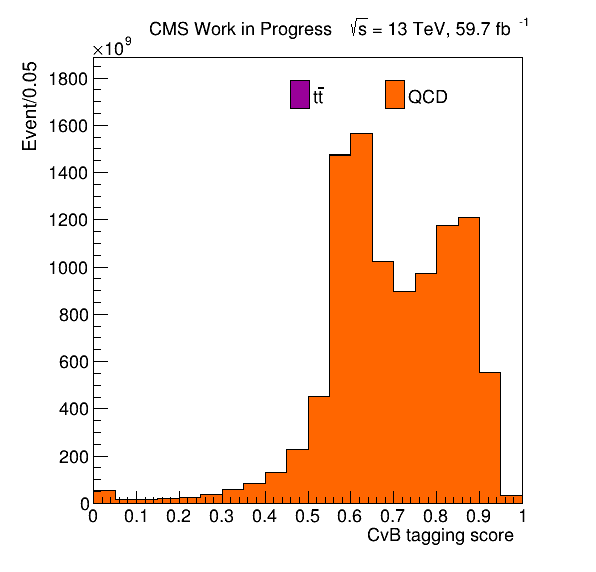 CMS Work in Progress √s = 13 TeV, 59.7 fb⁻¹
×10⁹
Event/0.05
1800
1600
1400
1200
1000
800
600
400
200
0
tt̅
QCD
0 0.1 0.2 0.3 0.4 0.5 0.6 0.7 0.8 0.9 1
CvB tagging score